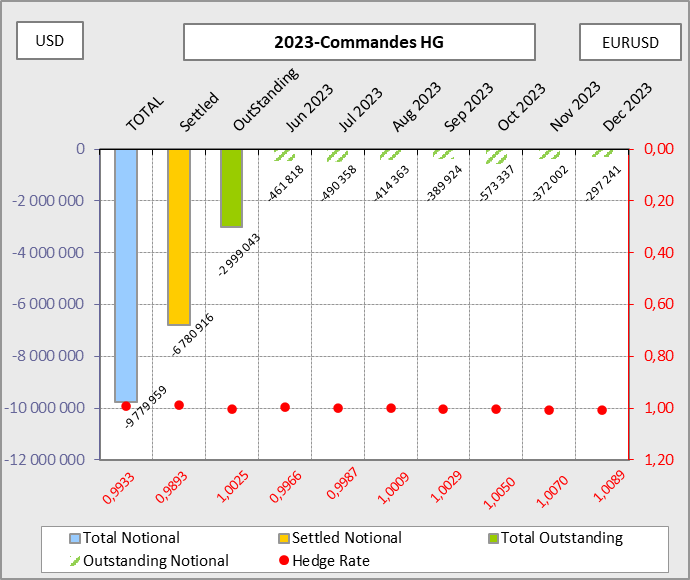 USD
2023-Commandes HG
EURUSD
TOTAL
Settled
OutStanding
Jun 2023
Jul 2023
Aug 2023
Sep 2023
Oct 2023
Nov 2023
Dec 2023
0
-2 000 000
-4 000 000
-6 000 000
-8 000 000
-10 000 000
-12 000 000
-9 779 959
-6 780 916
-2 999 043
-461 818
-490 358
-414 363
-389 924
-573 337
-372 002
-297 241
0,00
0,20
0,40
0,60
0,80
1,00
1,20
0,9933
0,9893
1,0025
0,9966
0,9987
1,0009
1,0029
1,0050
1,0070
1,0089
Total Notional
Settled Notional
Total Outstanding
Outstanding Notional
Hedge Rate